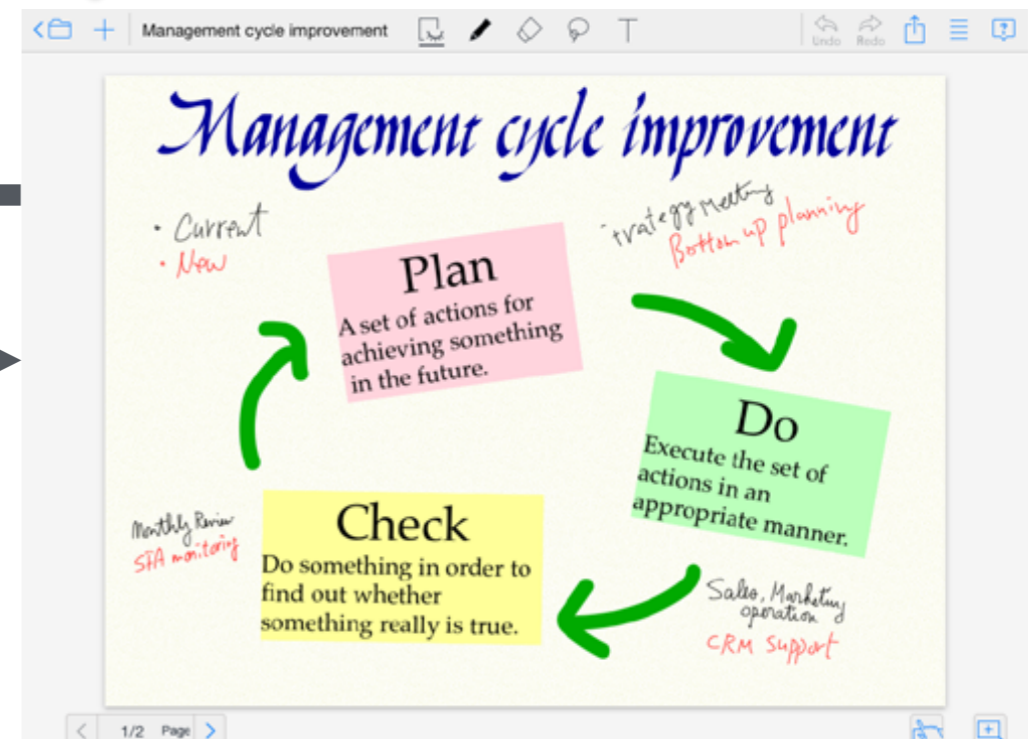 Management cycle improvement
Undo
Redo
Management cycle improvement
• Current
• New
trategy Meeting
Bottom up planning
Plan
A set of actions for
achieving something
in the future.
Do
Execute the set of
actions in an
appropriate manner.
Check
Do something in order to
find out whether
something really is true.
Monthly Review
SFA monitoring
Sales, Marketing
operation
CRM Support
1/2 Page